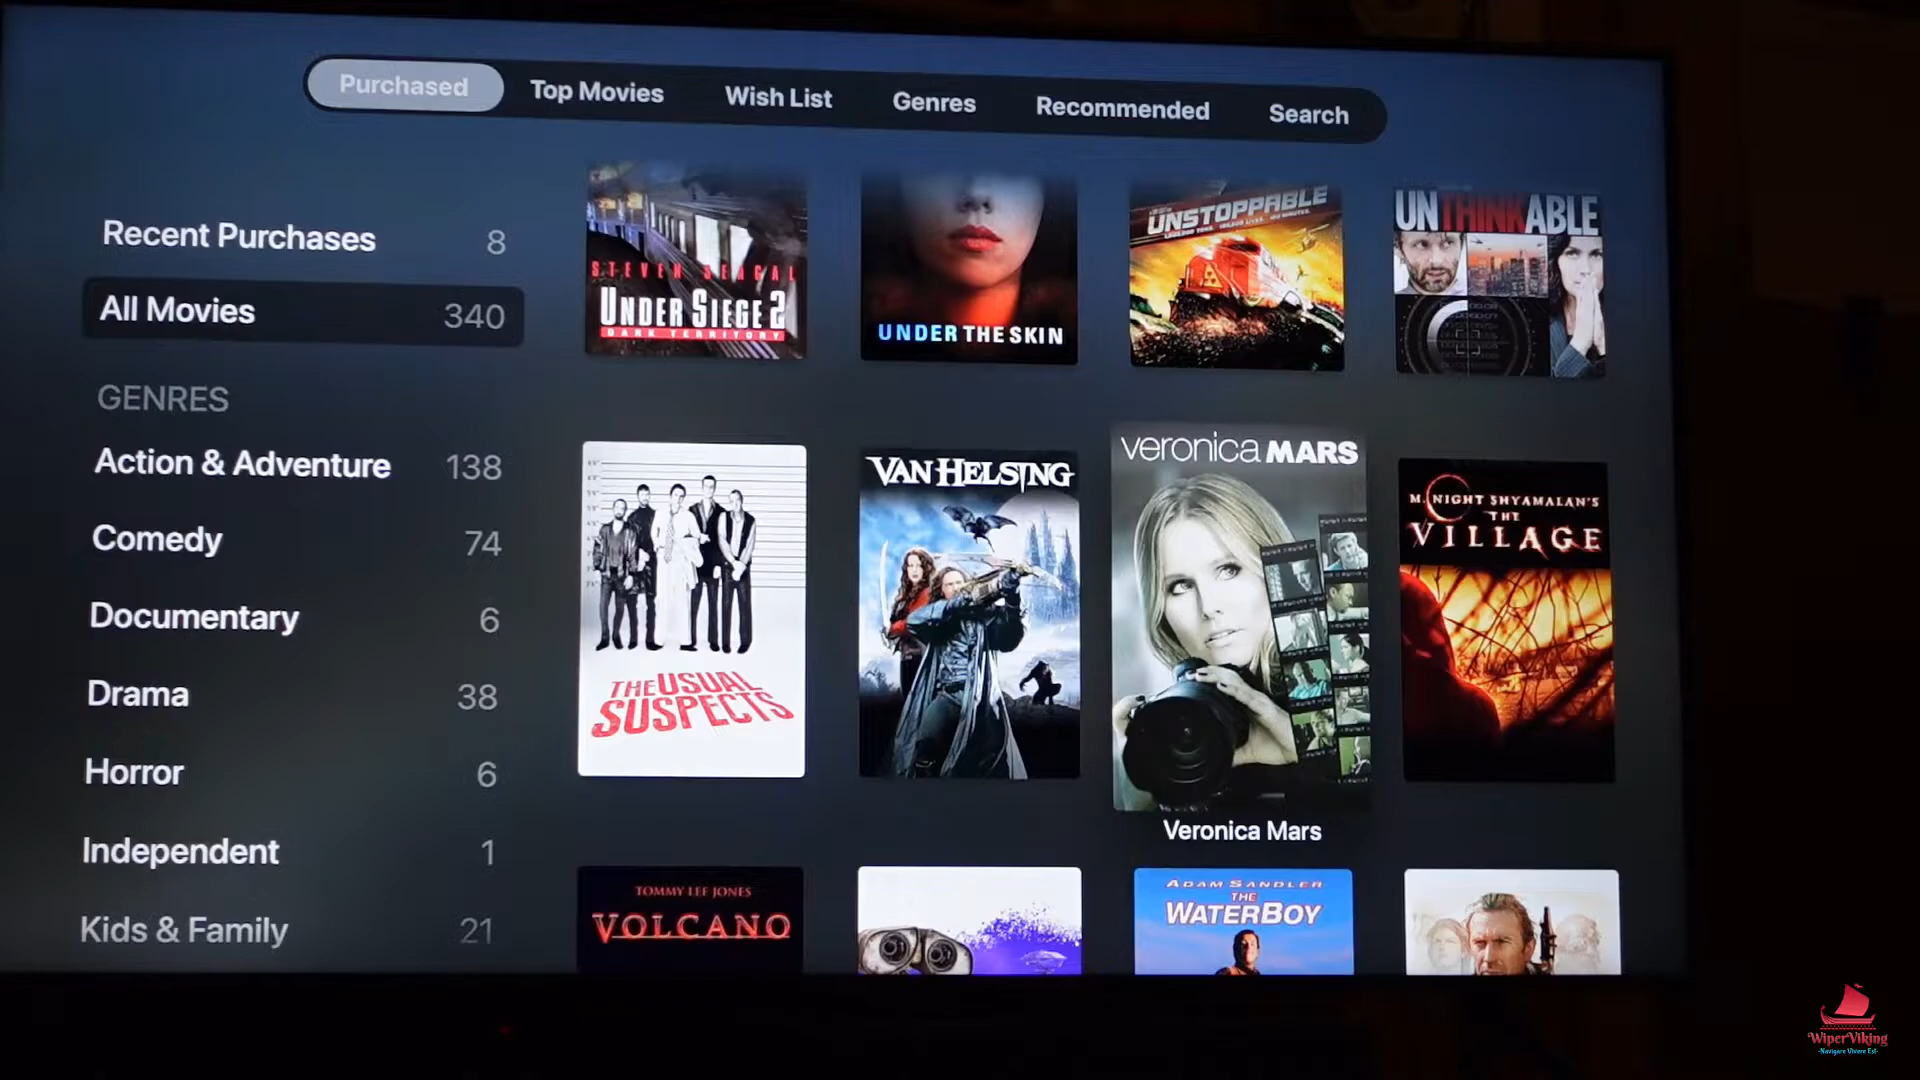 Purchased
Top Movies
Wish List
Genres
Recommended
Search
Recent Purchases 8
All Movies 340
GENRES
Action & Adventure 138
Comedy 74
Documentary 6
Drama 38
Horror 6
Independent 1
Kids & Family 21
STEVEN SEAGAL
UNDER SIEGE 2
DARK TERRITORY
UNDER THE SKIN
UNSTOPPABLE
UNTHINKABLE
THE USUAL
SUSPECTS
VAN HELSING
veronica MARS
Veronica Mars
M. NIGHT SHYAMALAN'S
THE
VILLAGE
TOMMY LEE JONES
VOLCANO
ADAM SANDLER
THE
WATERBOY
WiperViking
-Navigare Vivere Est-